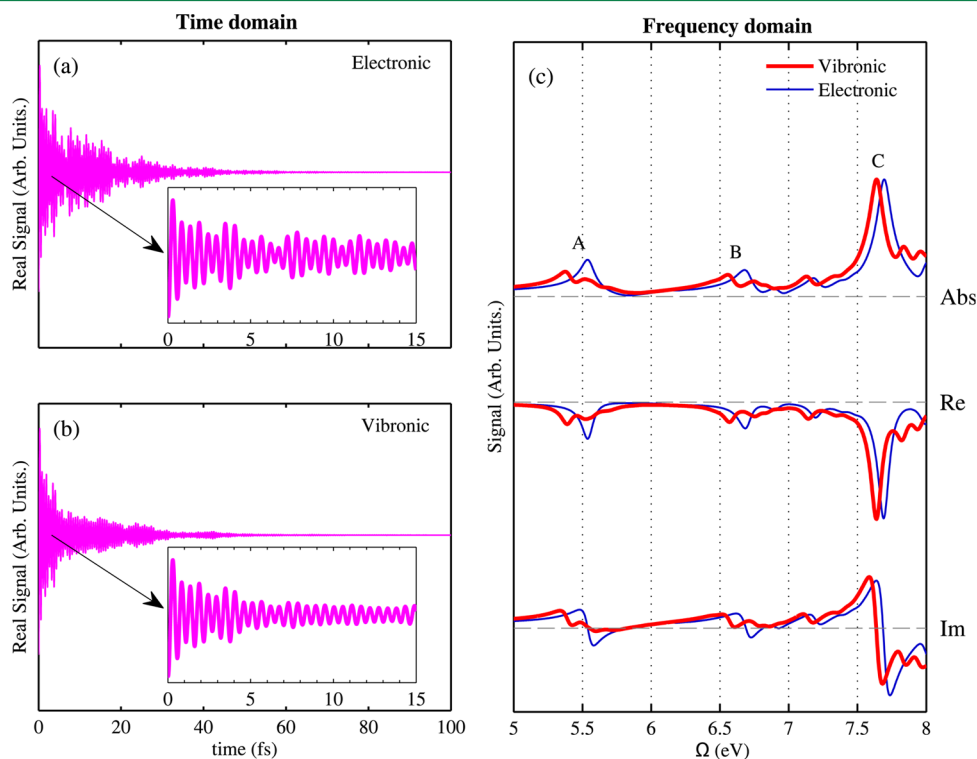 Time domain
(a)
Electronic
Real Signal (Arb. Units.)
0 5 10 15
(b)
Vibronic
Real Signal (Arb. Units.)
0 5 10 15
0 20 40 60 80 100
time (fs)
Frequency domain
(c)
Vibronic
Electronic
A
B
C
Abs
Re
Im
Signal (Arb. Units.)
5 5.5 6 6.5 7 7.5 8
Ω (eV)